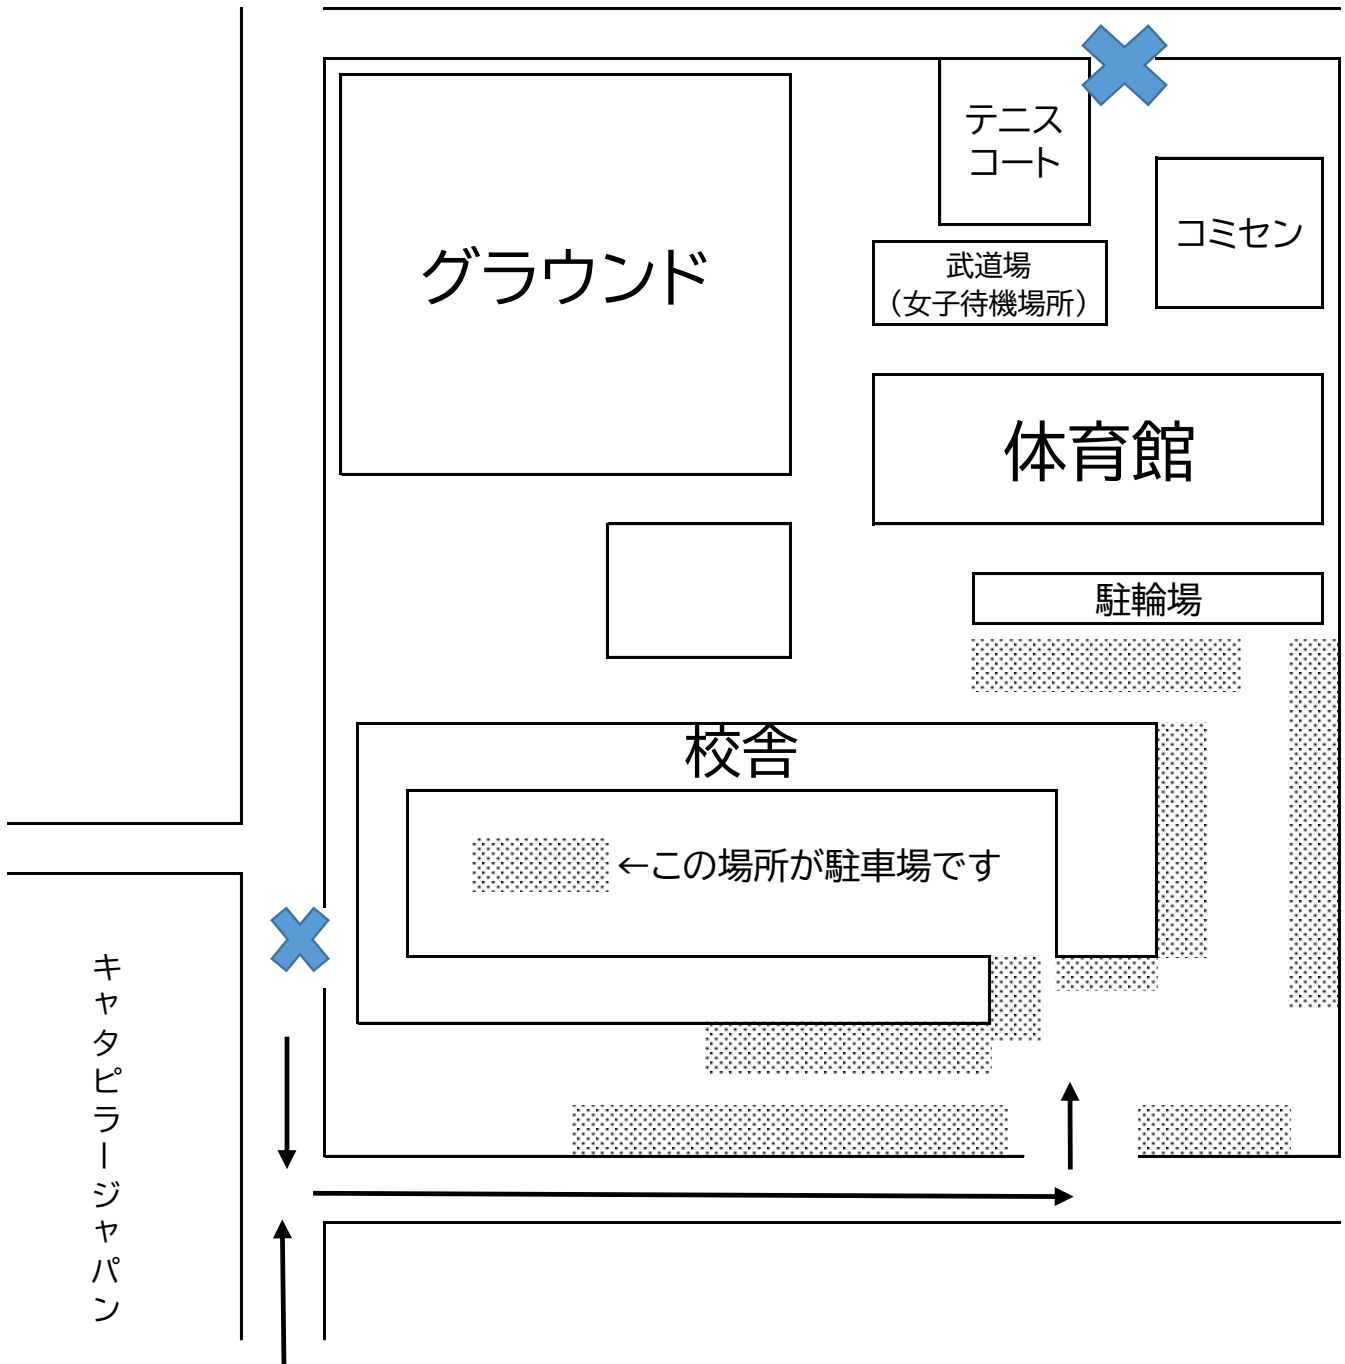 テニス
コート
コミセン
グラウンド
武道場
（女子待機場所）
体育館
駐輪場
校舎
←この場所が駐車場です
キャタピラージャパン